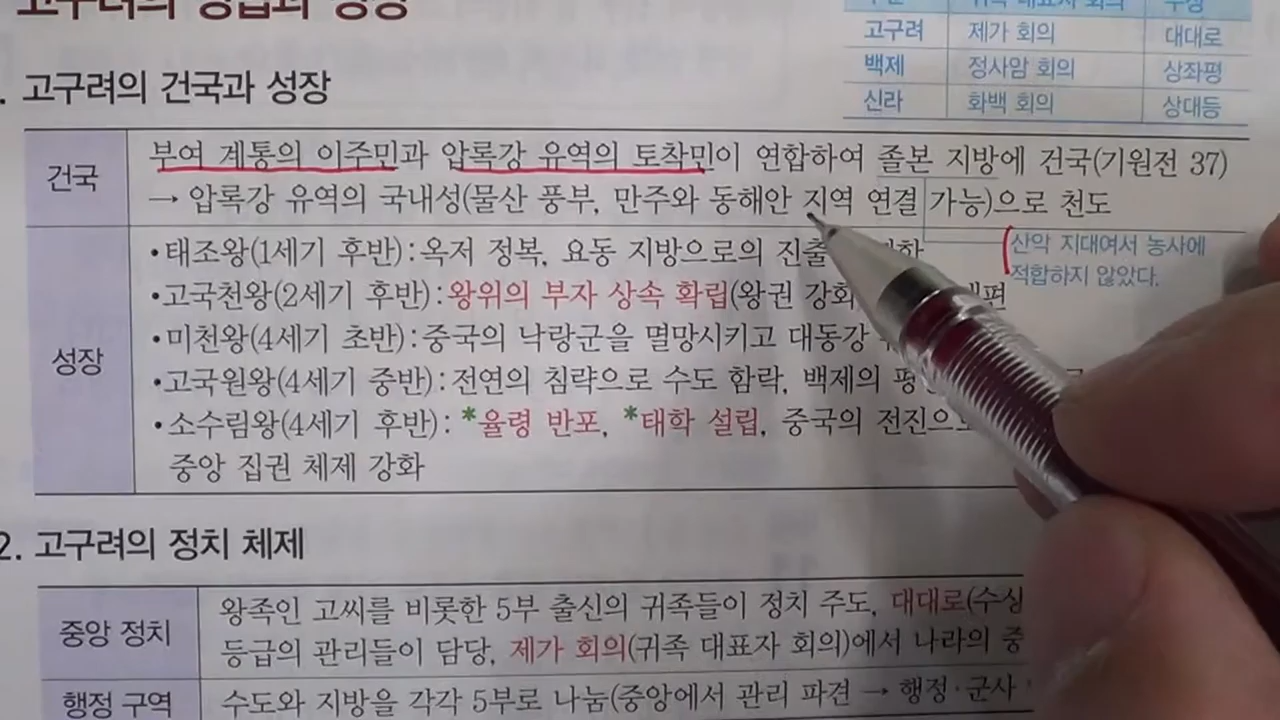 고구려의 성립과 성장
귀족 대표자 회의 수상
고구려 제가 회의 대대로
백제 정사암 회의 상좌평
신라 화백 회의 상대등
. 고구려의 건국과 성장
건국
부여 계통의 이주민과 압록강 유역의 토착민이 연합하여 졸본 지방에 건국(기원전 37)
→ 압록강 유역의 국내성(물산 풍부, 만주와 동해안 지역 연결 가능)으로 천도
산악 지대여서 농사에
적합하지 않았다.
성장
•태조왕(1세기 후반): 옥저 정복, 요동 지방으로의 진출
•고국천왕(2세기 후반): 왕위의 부자 상속 확립(왕권 강화
•미천왕(4세기 초반): 중국의 낙랑군을 멸망시키고 대동강
•고국원왕(4세기 중반): 전연의 침략으로 수도 함락, 백제의
•소수림왕(4세기 후반): *율령 반포, *태학 설립, 중국의 전진으
중앙 집권 체제 강화
2. 고구려의 정치 체제
중앙 정치
왕족인 고씨를 비롯한 5부 출신의 귀족들이 정치 주도, 대대로(수상
등급의 관리들이 담당, 제가 회의(귀족 대표자 회의)에서 나라의 중
행정 구역
수도와 지방을 각각 5부로 나눔(중앙에서 관리 파견 → 행정·군사